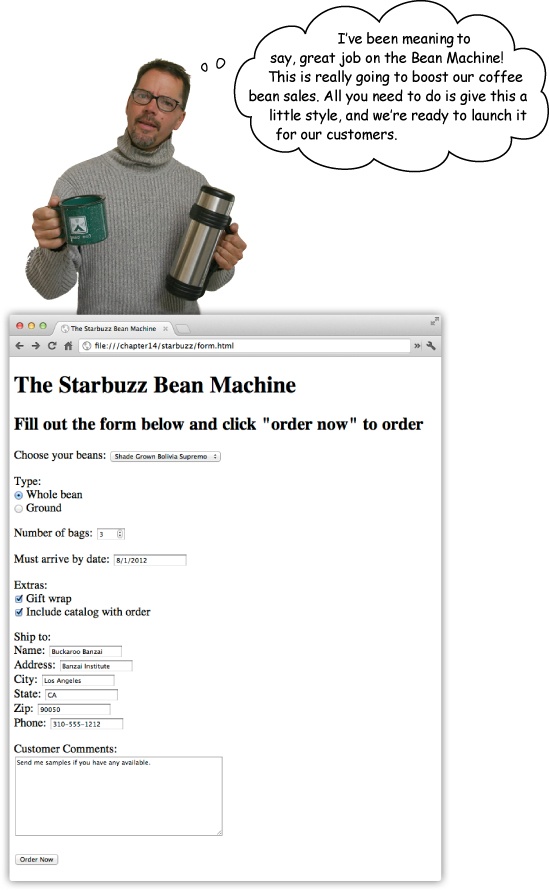 I've been meaning to
say, great job on the Bean Machine!
This is really going to boost our coffee
bean sales. All you need to do is give this a
little style, and we're ready to launch it
for our customers.
The Starbuzz Bean Machine
file:///chapter14/starbuzz/form.html
The Starbuzz Bean Machine
Fill out the form below and click "order now" to order
Choose your beans: Shade Grown Bolivia Supremo
Type:
Whole bean
Ground
Number of bags: 3
Must arrive by date: 8/1/2012
Extras:
Gift wrap
Include catalog with order
Ship to:
Name: Buckaroo Banzai
Address: Banzai Institute
City: Los Angeles
State: CA
Zip: 90050
Phone: 310-555-1212
Customer Comments:
Send me samples if you have any available.
Order Now